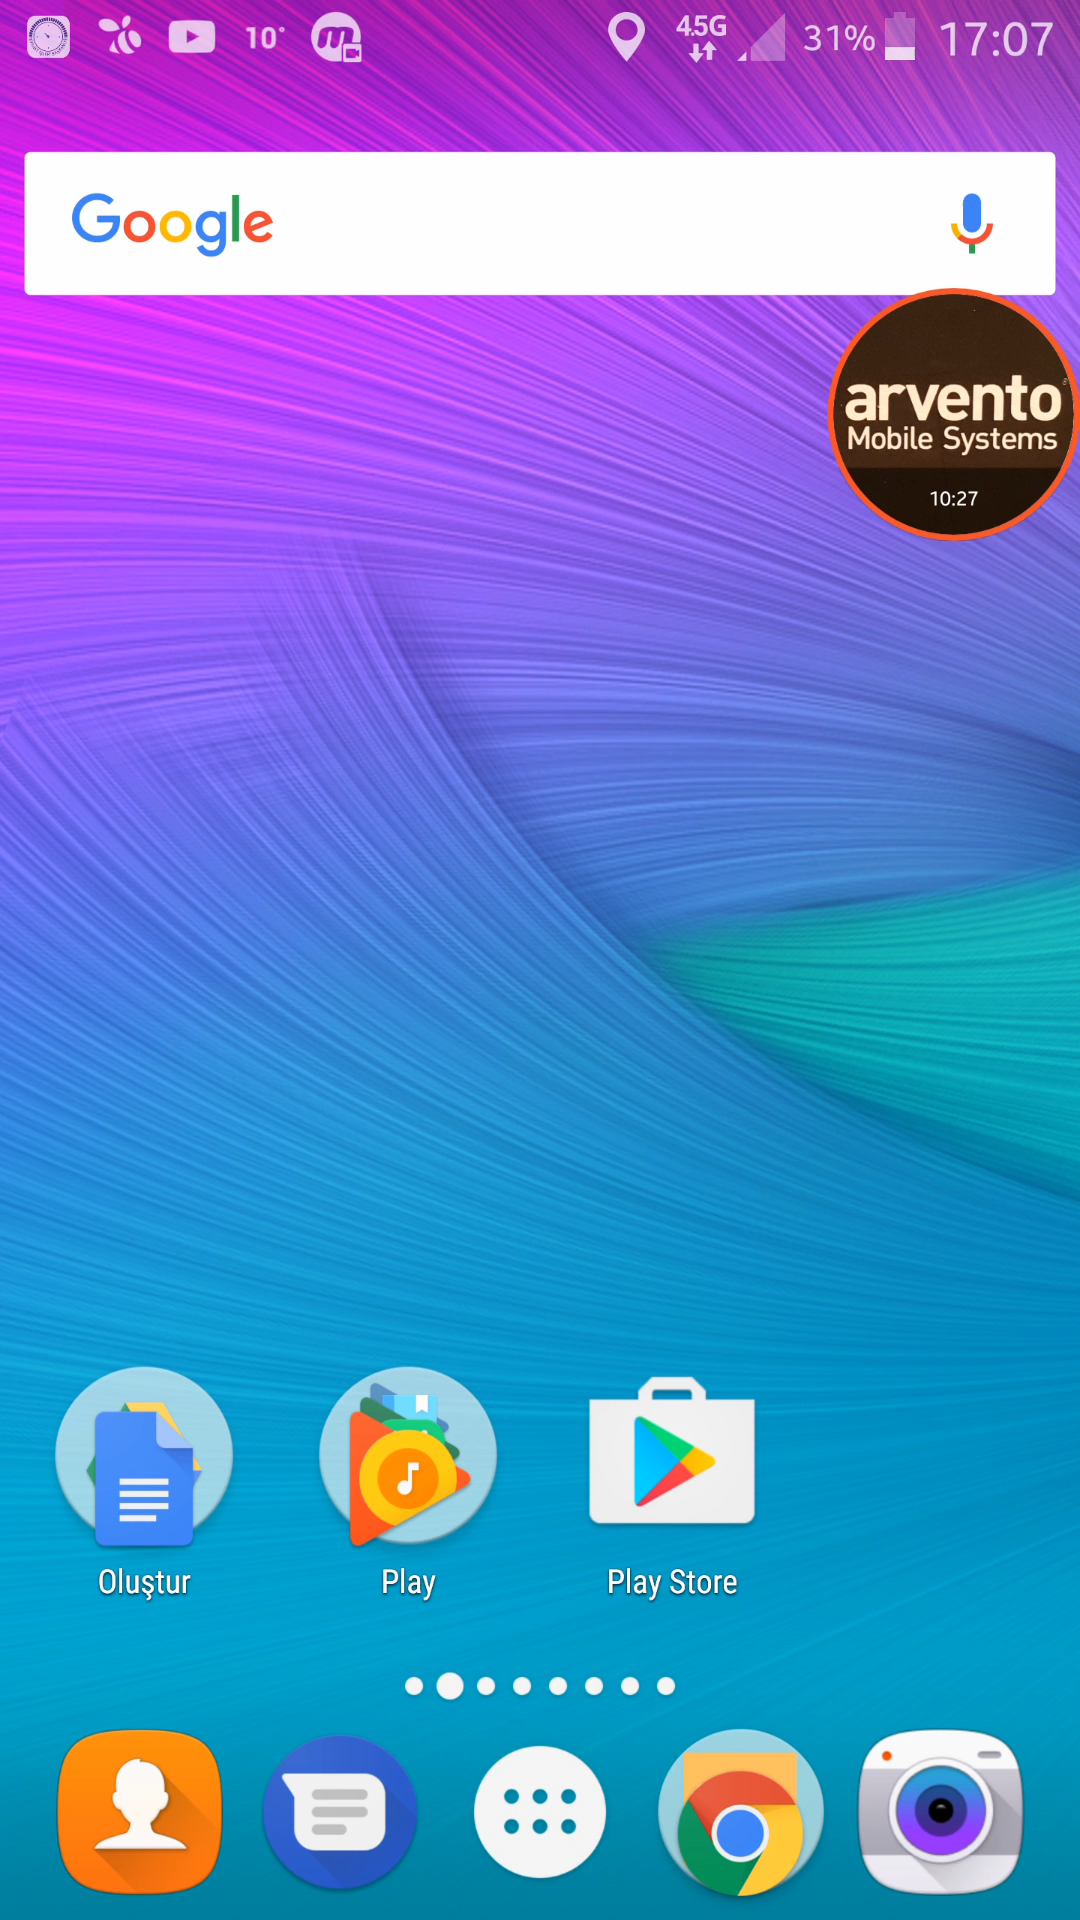 10°
4.5G
31%
17:07
Google
arvento
Mobile Systems
10:27
Oluştur
Play
Play Store